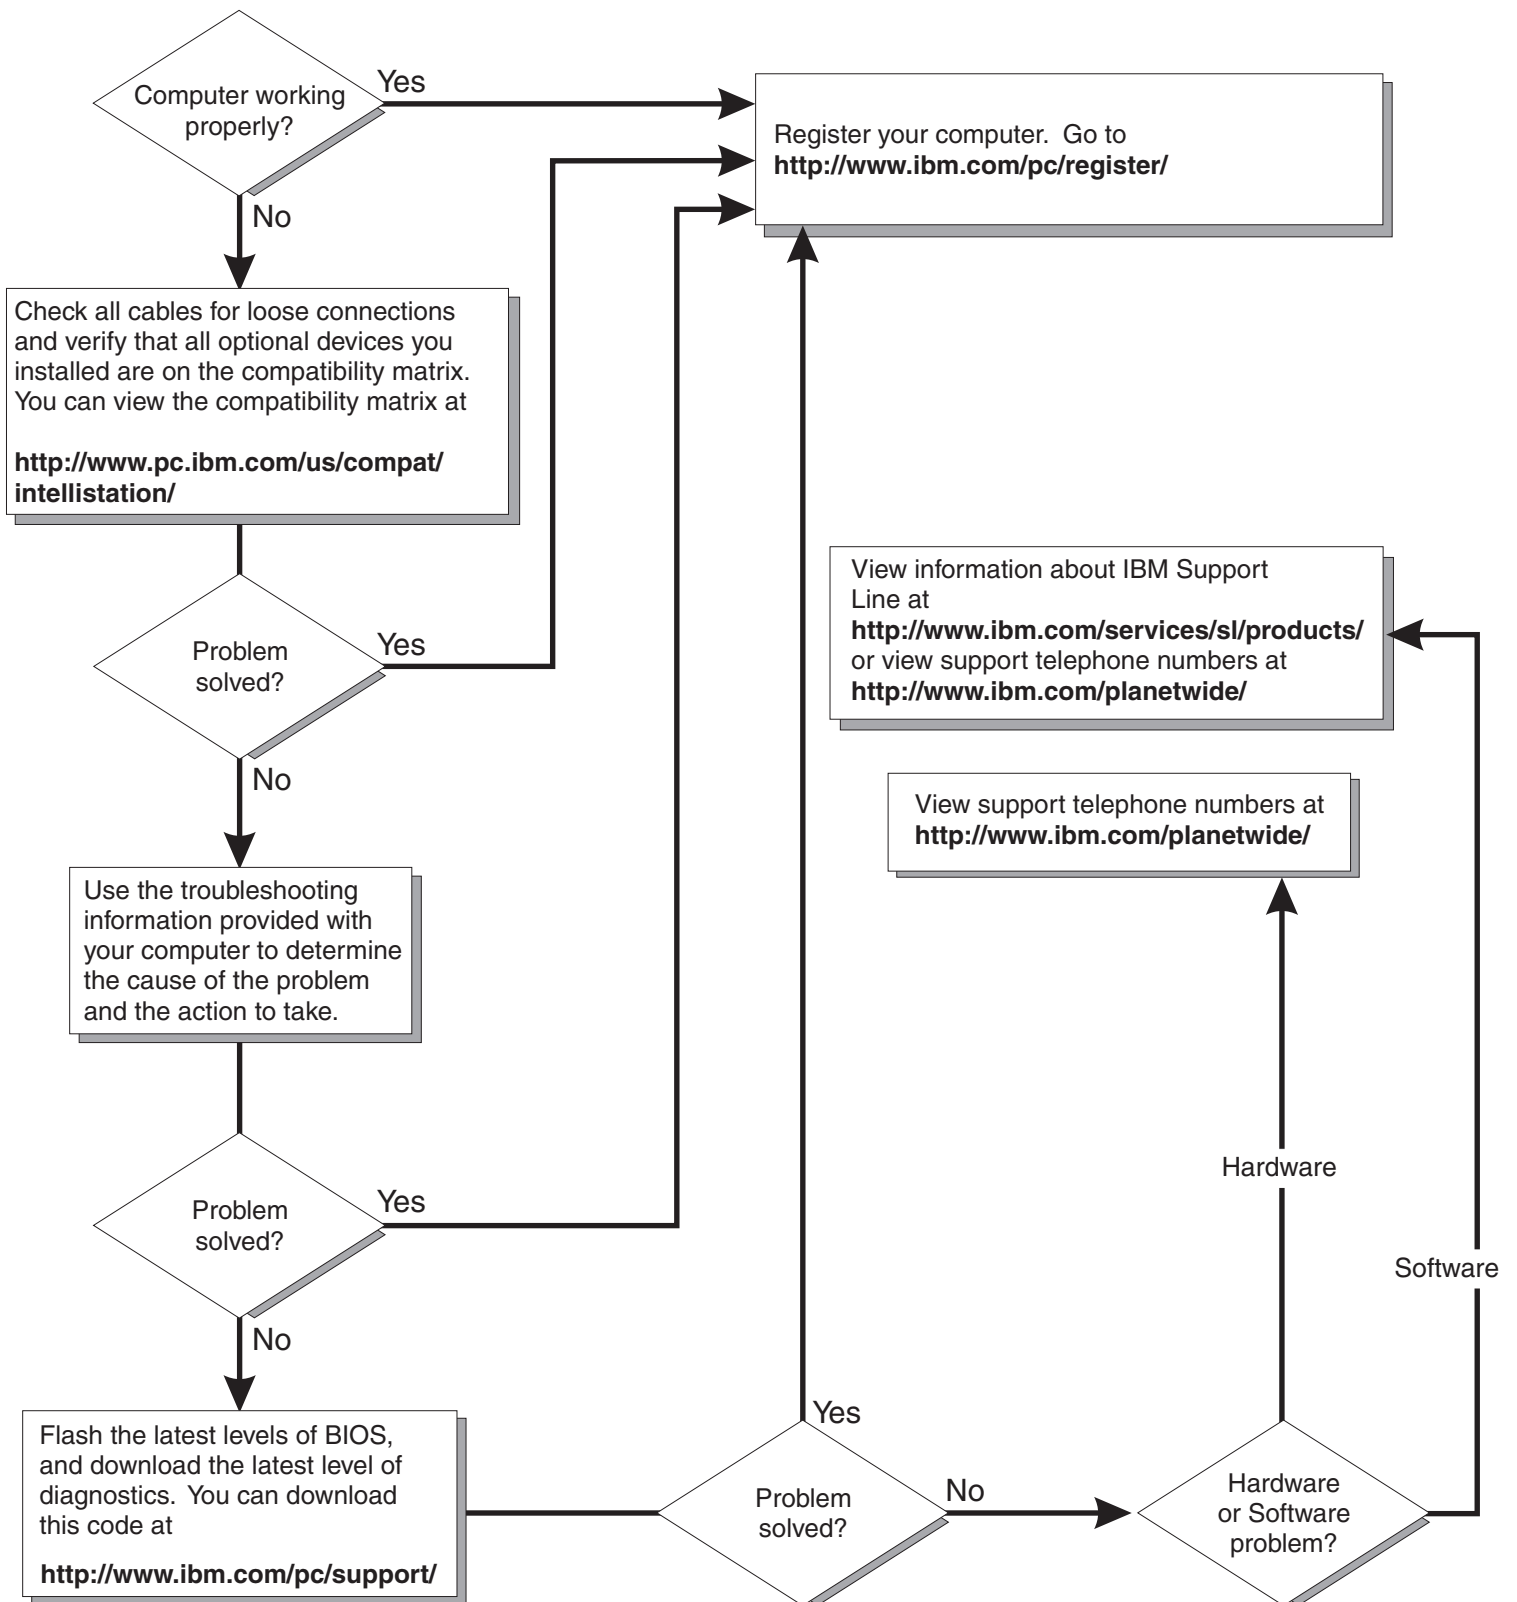 Computer working
properly?
Yes
No
Register your computer.  Go to
http://www.ibm.com/pc/register/
Check all cables for loose connections
and verify that all optional devices you
installed are on the compatibility matrix.
You can view the compatibility matrix at
http://www.pc.ibm.com/us/compat/
intellistation/
Problem
solved?
Yes
No
View information about IBM Support
Line at
http://www.ibm.com/services/sl/products/
or view support telephone numbers at
http://www.ibm.com/planetwide/
View support telephone numbers at
http://www.ibm.com/planetwide/
Use the troubleshooting
information provided with
your computer to determine
the cause of the problem
and the action to take.
Problem
solved?
Yes
No
Hardware
Software
Flash the latest levels of BIOS,
and download the latest level of
diagnostics.  You can download
this code at
http://www.ibm.com/pc/support/
Problem
solved?
Yes
No
Hardware
or Software
problem?